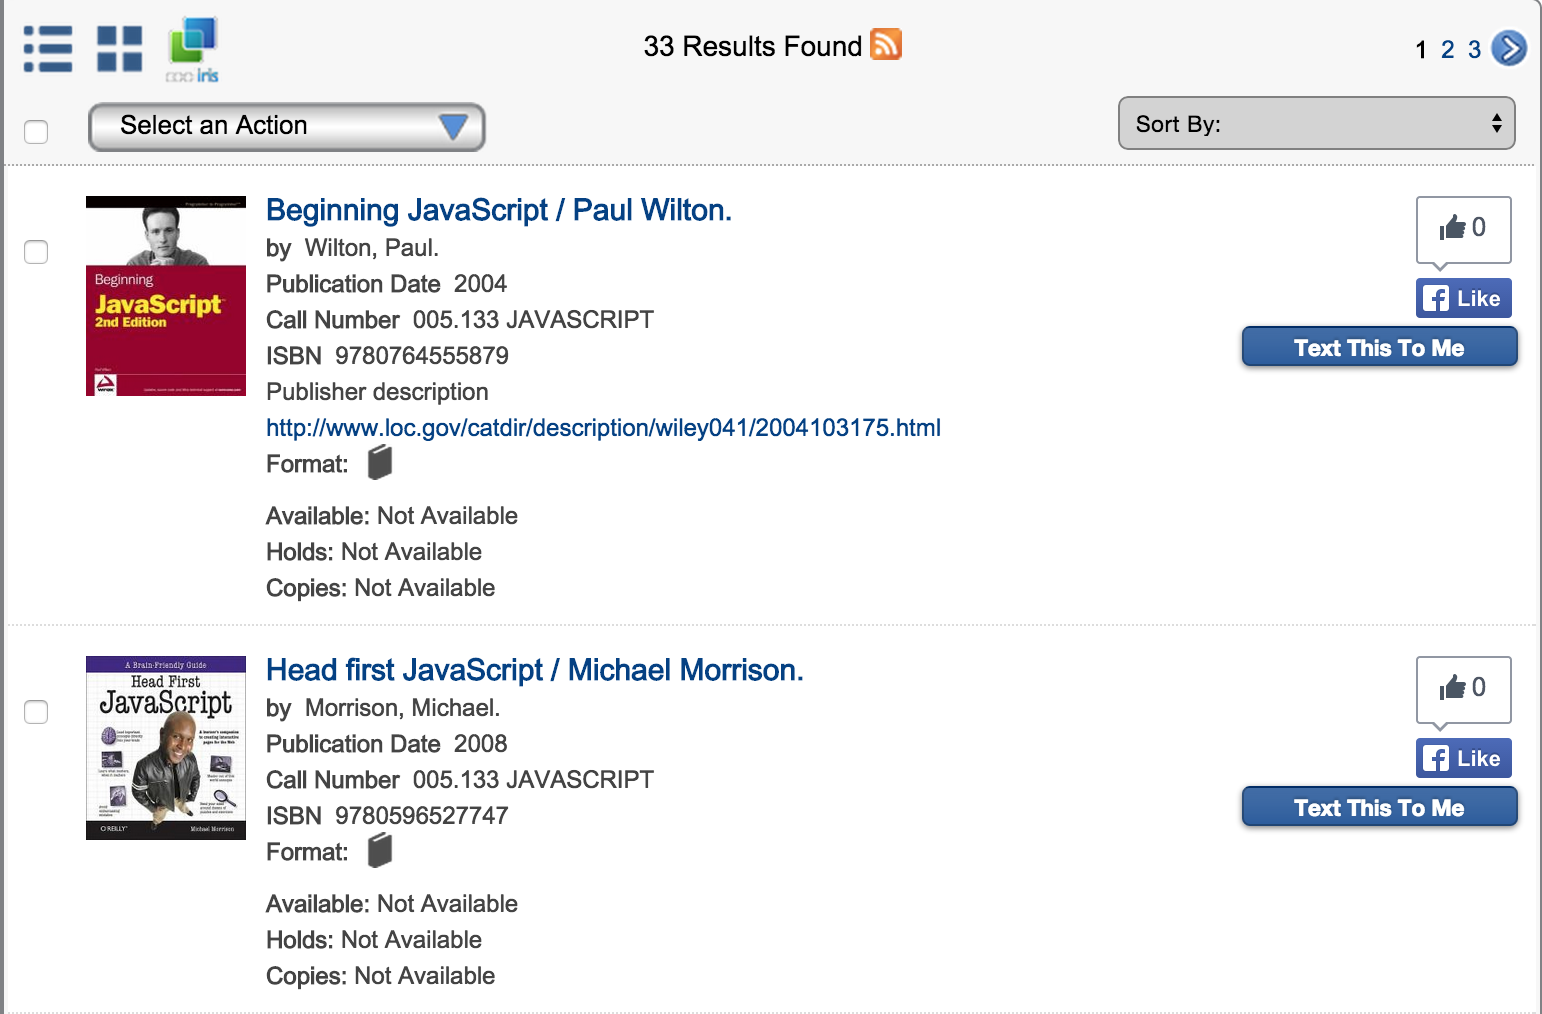 33 Results Found
1 2 3
iris
Select an Action
Sort By:
Beginning
JavaScript
2nd Edition
Beginning JavaScript / Paul Wilton.
by Wilton, Paul.
Publication Date 2004
Call Number 005.133 JAVASCRIPT
ISBN 9780764555879
Publisher description
http://www.loc.gov/catdir/description/wiley041/2004103175.html
Format:
Available: Not Available
Holds: Not Available
Copies: Not Available
0
Like
Text This To Me
A Brain-Friendly Guide
Head First
JavaScript
O'REILLY
Michael Morrison
Head first JavaScript / Michael Morrison.
by Morrison, Michael.
Publication Date 2008
Call Number 005.133 JAVASCRIPT
ISBN 9780596527747
Format:
Available: Not Available
Holds: Not Available
Copies: Not Available
0
Like
Text This To Me